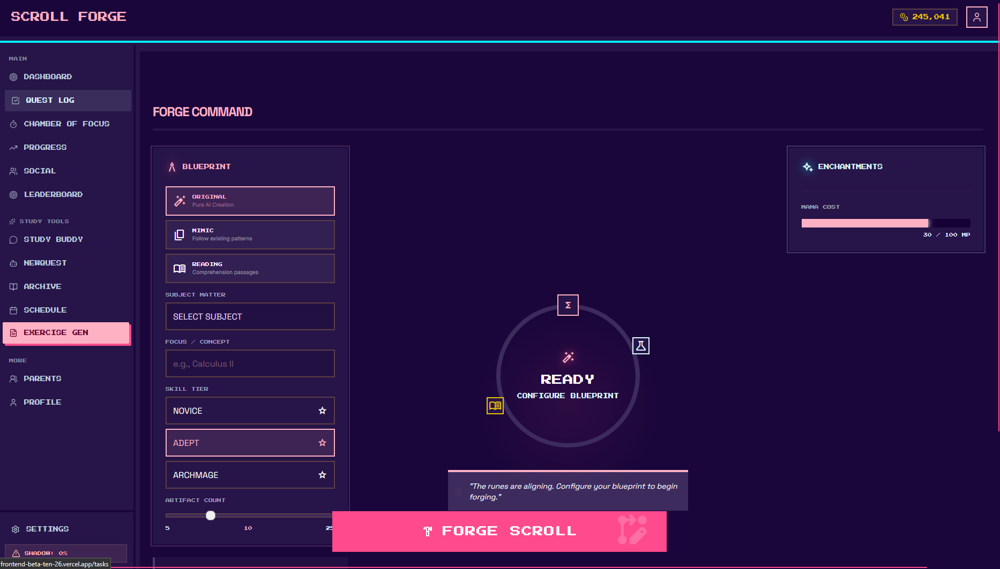 SCROLL FORGE
245,041
MAIN
DASHBOARD
QUEST LOG
CHAMBER OF FOCUS
PROGRESS
SOCIAL
LEADERBOARD
STUDY TOOLS
STUDY BUDDY
NEWQUEST
ARCHIVE
SCHEDULE
EXERCISE GEN
MORE
PARENTS
PROFILE
SETTINGS
SHADOW: 0%
frontend-beta-ten-26.vercel.app/tasks
FORGE COMMAND
BLUEPRINT
ORIGINAL
Pure AI Creation
MIMIC
Follow existing patterns
READING
Comprehension passages
SUBJECT MATTER
SELECT SUBJECT
FOCUS / CONCEPT
e.g., Calculus II
SKILL TIER
NOVICE
ADEPT
ARCHMAGE
ARTIFACT COUNT
5 10 25
Σ
READY
CONFIGURE BLUEPRINT
"The runes are aligning. Configure your blueprint to begin
forging."
FORGE SCROLL
ENCHANTMENTS
MANA COST
30 / 100 MP